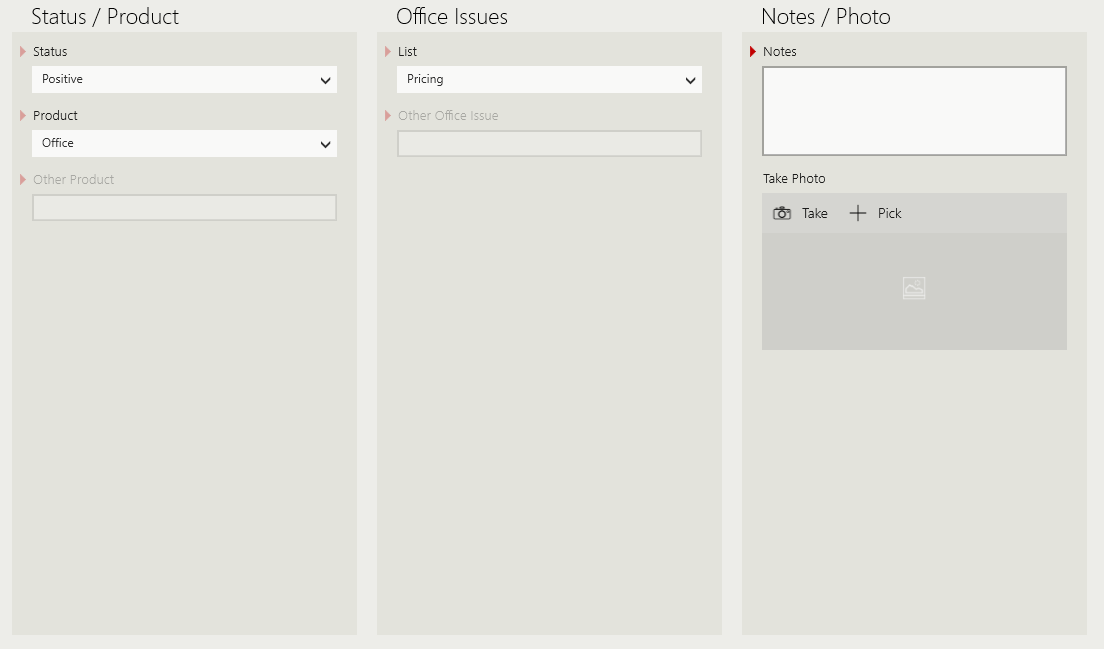 Status / Product
Status
Positive
Product
Office
Other Product
Office Issues
List
Pricing
Other Office Issue
Notes / Photo
Notes
Take Photo
Take
Pick